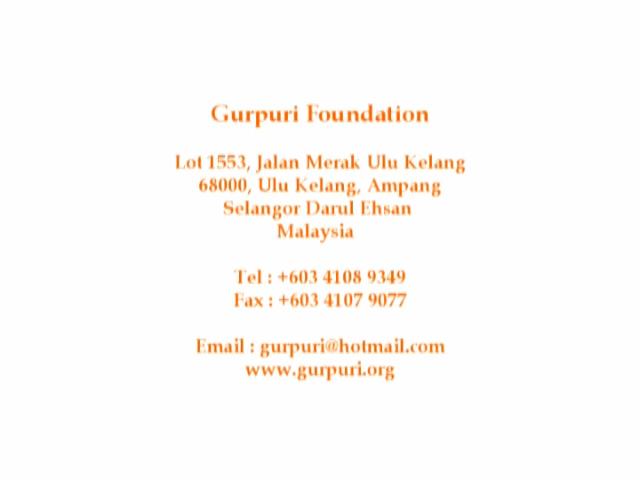 Gurpuri Foundation
Lot 1553, Jalan Merak Ulu Kelang
68000, Ulu Kelang, Ampang
Selangor Darul Ehsan
Malaysia
Tel : +603 4108 9349
Fax : +603 4107 9077
Email : gurpuri@hotmail.com
www.gurpuri.org